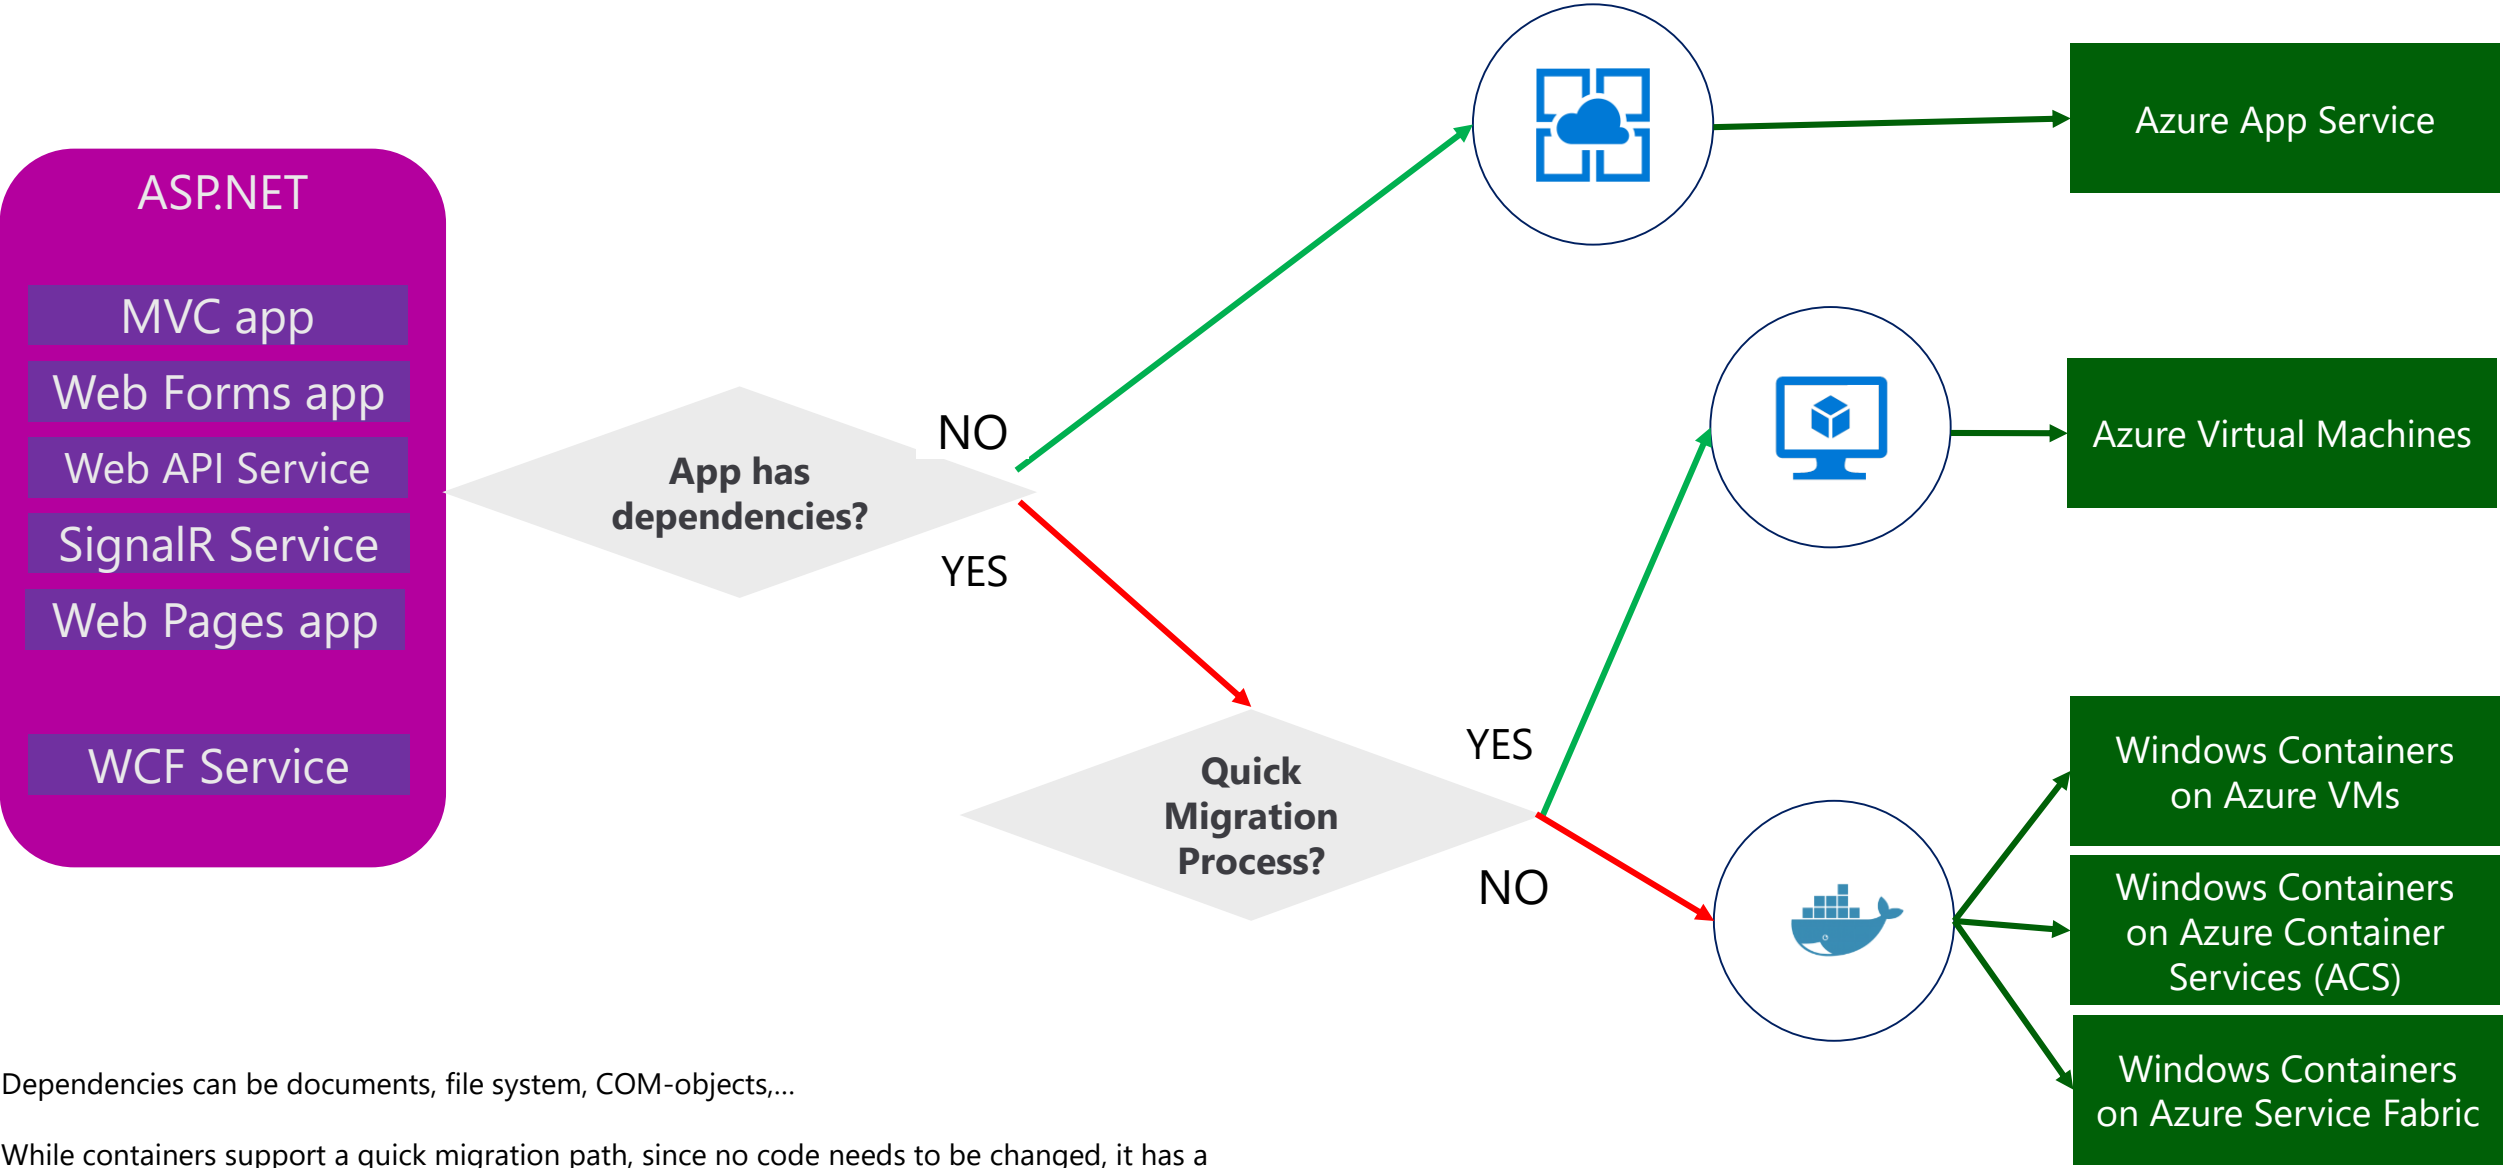 ASP.NET
MVC app
Web Forms app
Web API Service
SignalR Service
Web Pages app
WCF Service
App has
dependencies?
NO
YES
Quick
Migration
Process?
YES
NO
Azure App Service
Azure Virtual Machines
Windows Containers
on Azure VMs
Windows Containers
on Azure Container
Services (ACS)
Windows Containers
on Azure Service Fabric
Dependencies can be documents, file system, COM-objects,...
While containers support a quick migration path, since no code needs to be changed, it has a